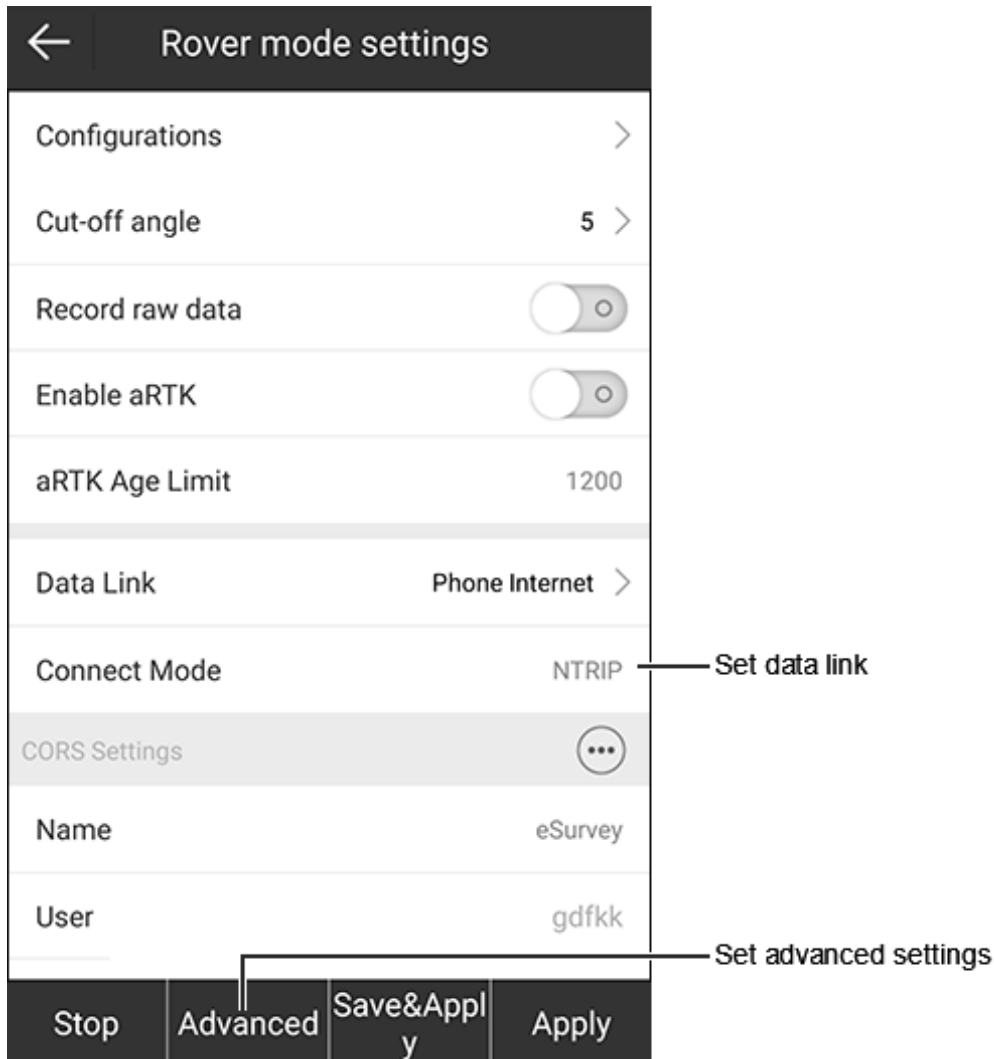 Rover mode settings
Configurations
Cut-off angle 5
Record raw data
Enable aRTK
aRTK Age Limit 1200
Data Link Phone Internet
Connect Mode NTRIP
Set data link
CORS Settings
Name eSurvey
User gdfkk
Set advanced settings
Stop Advanced Save&Appl
y Apply